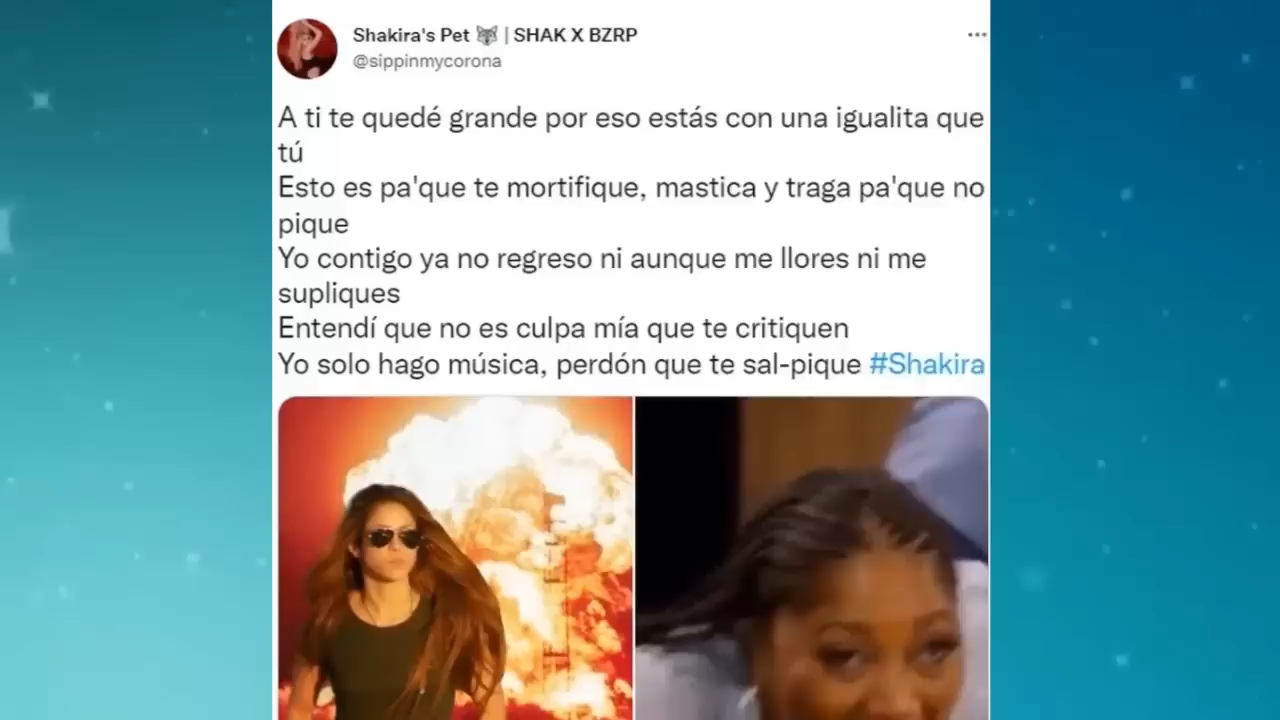 Shakira's Pet 🐺 | SHAK X BZRP
@sippinmycorona
A ti te quedé grande por eso estás con una igualita que
tú
Esto es pa'que te mortifique, mastica y traga pa'que no
pique
Yo contigo ya no regreso ni aunque me llores ni me
supliques
Entendí que no es culpa mía que te critiquen
Yo solo hago música, perdón que te sal-pique #Shakira